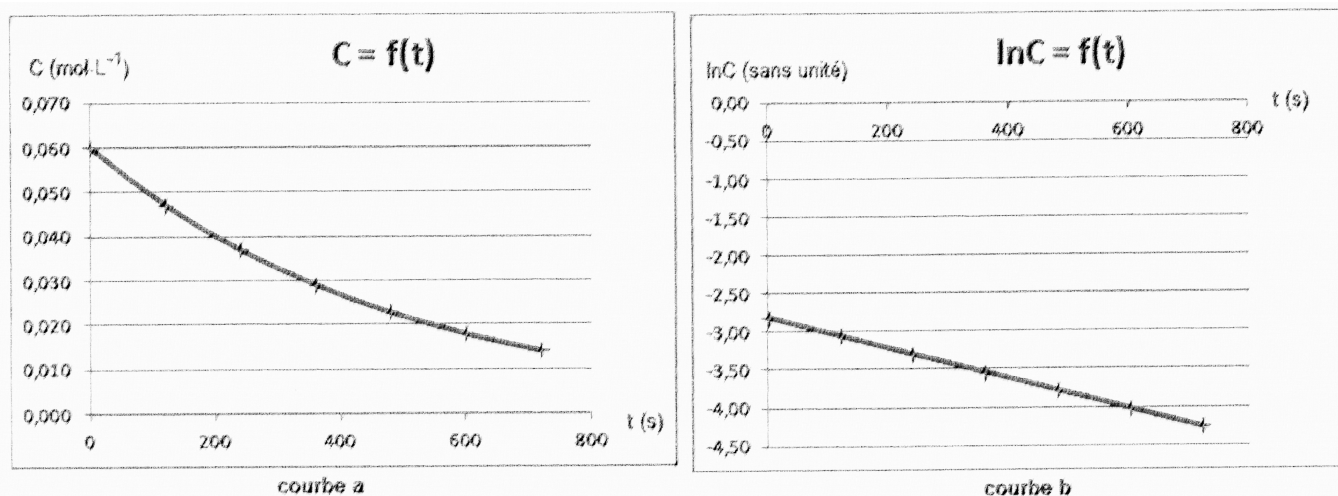 C = f(t)
C (mol·L⁻¹)
0,070
0,060
0,050
0,040
0,030
0,020
0,010
0,000
0 200 400 600 800
t (s)
courbe a
lnC = f(t)
lnC (sans unité)
t (s)
0,00
0 200 400 600 800
-0,50
-1,00
-1,50
-2,00
-2,50
-3,00
-3,50
-4,00
-4,50
courbe b